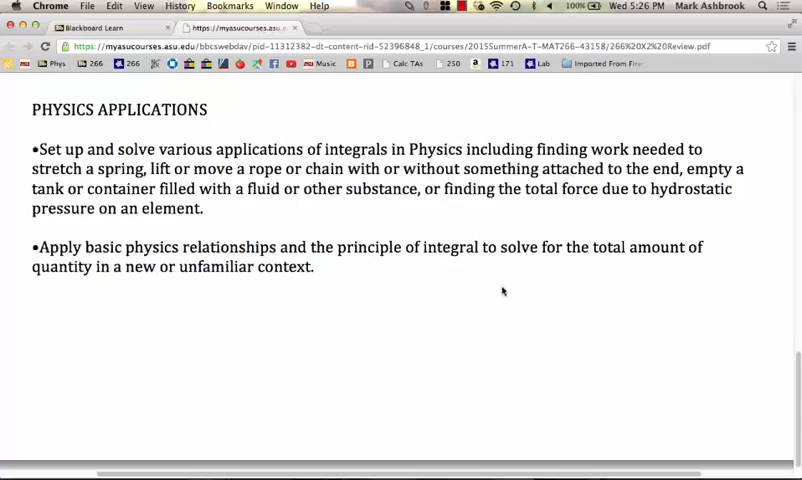 Chrome File Edit View History Bookmarks Window Help 100% Wed 5:26 PM Mark Ashbrook
Blackboard Learn https://myasucourses.asu.
https://myasucourses.asu.edu/bbcswebdav/pid-11312382-dt-content-rid-52396848_1/courses/2015SummerA-T-MAT266-43158/266%20X2%20Review.pdf
Phys 266 266 Music Calc TAs 250 171 Lab Imported From
PHYSICS APPLICATIONS
•Set up and solve various applications of integrals in Physics including finding work needed to
stretch a spring, lift or move a rope or chain with or without something attached to the end, empty a
tank or container filled with a fluid or other substance, or finding the total force due to hydrostatic
pressure on an element.
•Apply basic physics relationships and the principle of integral to solve for the total amount of
quantity in a new or unfamiliar context.